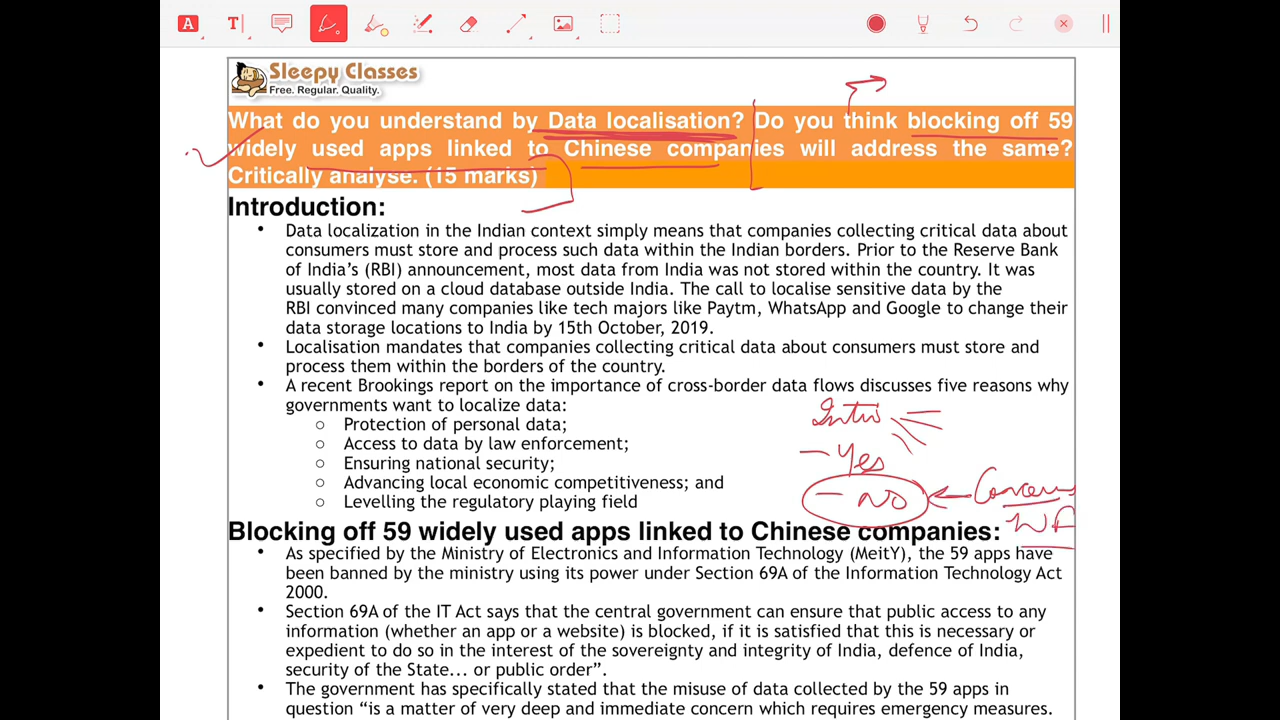 A T
Sleepy Classes
Free. Regular. Quality.
What do you understand by Data localisation? Do you think blocking off 59
widely used apps linked to Chinese companies will address the same?
Critically analyse. (15 marks)
Introduction:
• Data localization in the Indian context simply means that companies collecting critical data about
consumers must store and process such data within the Indian borders. Prior to the Reserve Bank
of India’s (RBI) announcement, most data from India was not stored within the country. It was
usually stored on a cloud database outside India. The call to localise sensitive data by the
RBI convinced many companies like tech majors like Paytm, WhatsApp and Google to change their
data storage locations to India by 15th October, 2019.
• Localisation mandates that companies collecting critical data about consumers must store and
process them within the borders of the country.
• A recent Brookings report on the importance of cross-border data flows discusses five reasons why
governments want to localize data:
○ Protection of personal data;
○ Access to data by law enforcement;
○ Ensuring national security;
○ Advancing local economic competitiveness; and
○ Levelling the regulatory playing field
Intro
- Yes
- NO
Concerns
WF
Blocking off 59 widely used apps linked to Chinese companies:
• As specified by the Ministry of Electronics and Information Technology (MeitY), the 59 apps have
been banned by the ministry using its power under Section 69A of the Information Technology Act
2000.
• Section 69A of the IT Act says that the central government can ensure that public access to any
information (whether an app or a website) is blocked, if it is satisfied that this is necessary or
expedient to do so in the interest of the sovereignty and integrity of India, defence of India,
security of the State... or public order”.
• The government has specifically stated that the misuse of data collected by the 59 apps in
question “is a matter of very deep and immediate concern which requires emergency measures.